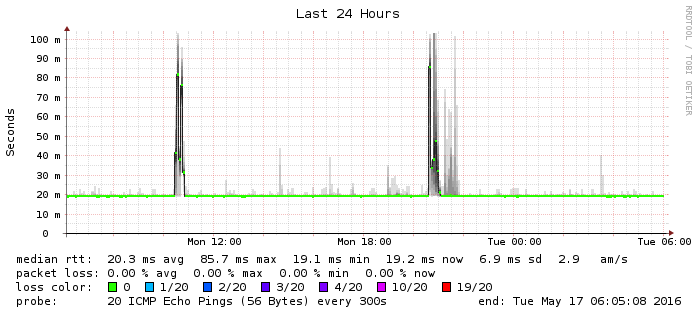 Last 24 Hours
RRDTOOL / TOBI OETIKER
Seconds
100 m
90 m
80 m
70 m
60 m
50 m
40 m
30 m
20 m
10 m
0
Mon 12:00 Mon 18:00 Tue 00:00 Tue 06:00
median rtt: 20.3 ms avg 85.7 ms max 19.1 ms min 19.2 ms now 6.9 ms sd 2.9 am/s
packet loss: 0.00 % avg 0.00 % max 0.00 % min 0.00 % now
loss color: 0 1/20 2/20 3/20 4/20 10/20 19/20
probe: 20 ICMP Echo Pings (56 Bytes) every 300s end: Tue May 17 06:05:08 2016